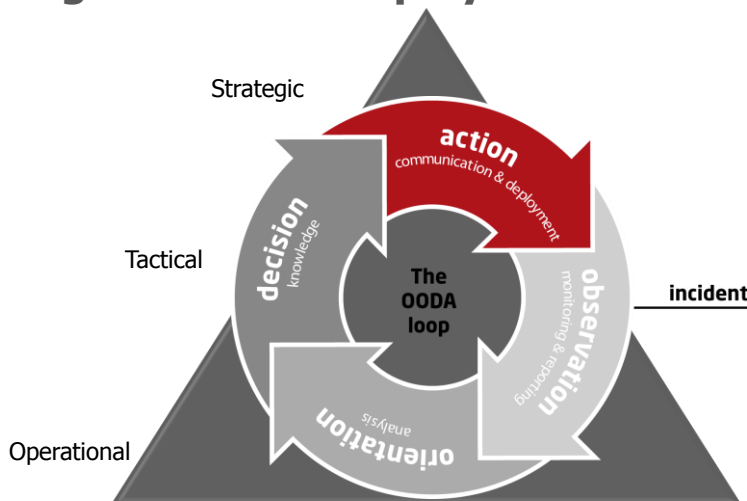 Strategic
action
communication & deployment
decision
knowledge
Tactical
The
OODA
loop
observation
monitoring & reporting
incident
orientation
analysis
Operational